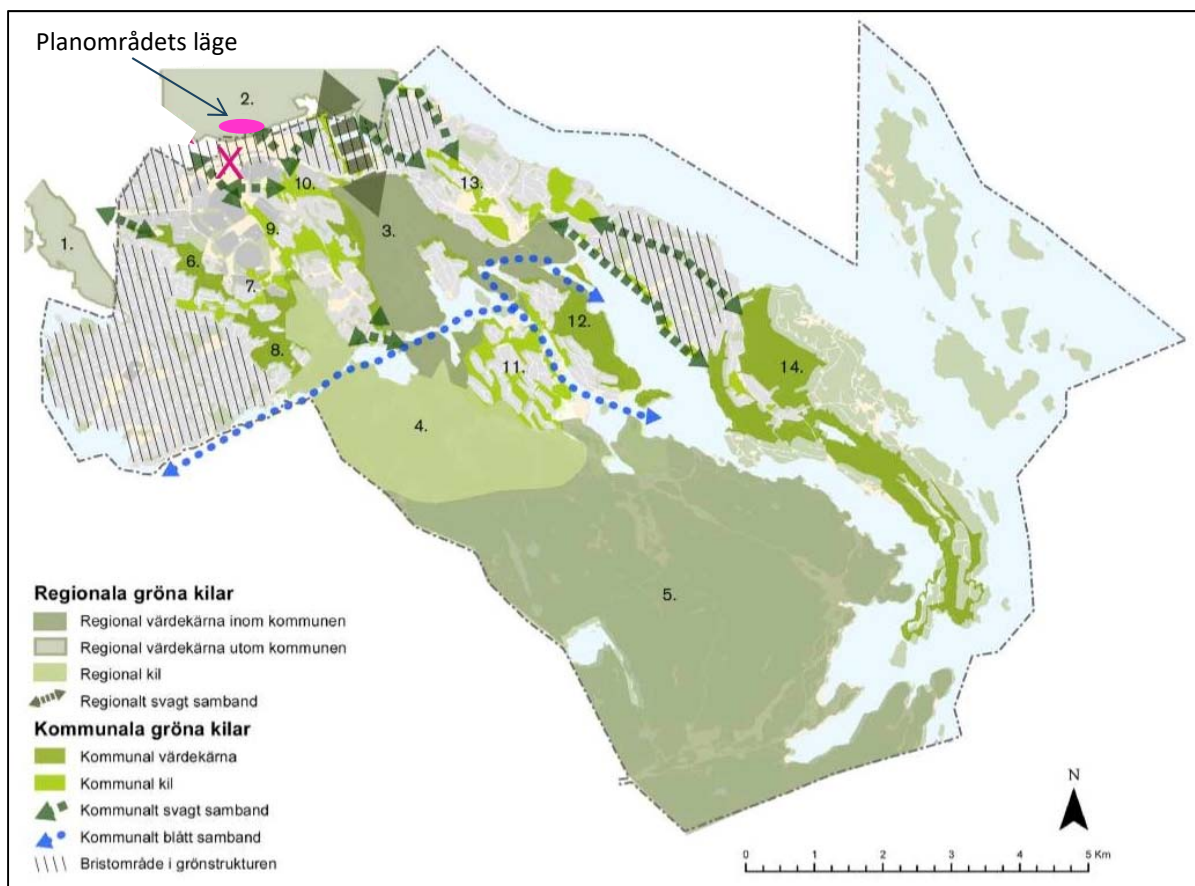 Planområdets läge
2.
X
10.
13.
1.
9.
3.
6.
7.
12.
8.
11.
14.
4.
5.
Regionala gröna kilar
Regional värdekärna inom kommunen
Regional värdekärna utom kommunen
Regional kil
Regionalt svagt samband
Kommunala gröna kilar
Kommunal värdekärna
Kommunal kil
Kommunalt svagt samband
Kommunalt blått samband
Bristområde i grönstrukturen
N
0 1 2 3 4 5 Km